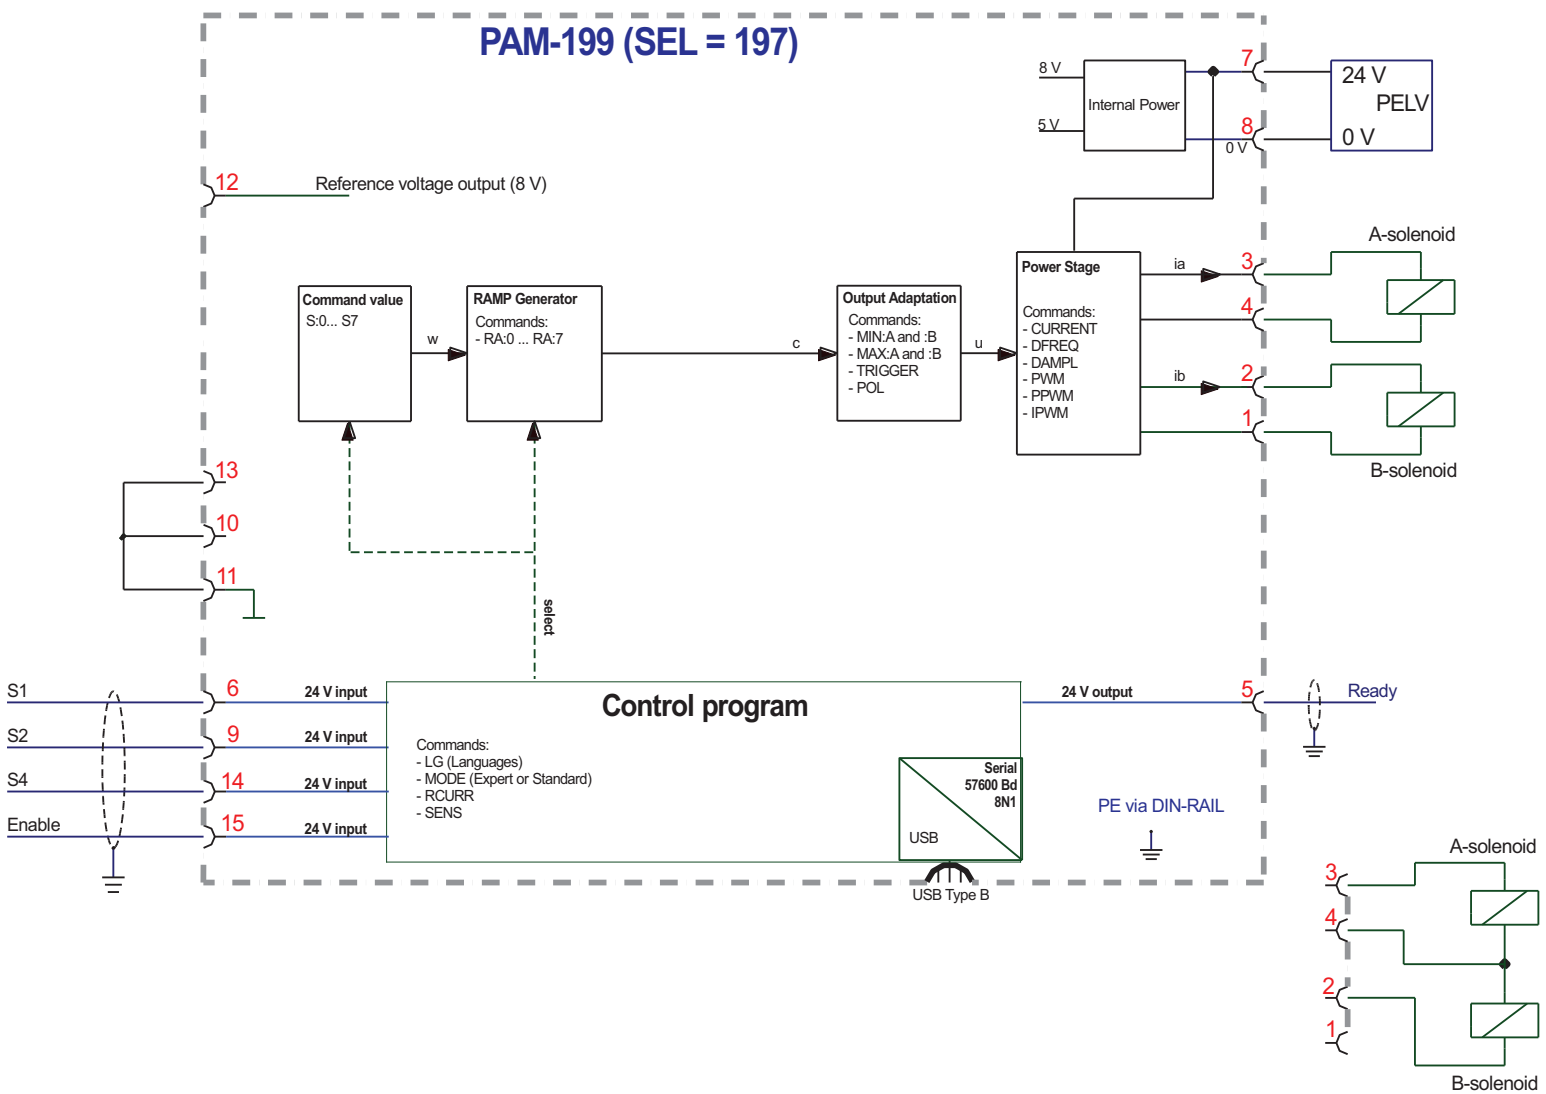 PAM-199 (SEL = 197)
7
24 V
PELV
0 V
8 V
Internal Power
5 V
8
0 V
12
Reference voltage output (8 V)
A-solenoid
Command value
S:0... S7
w
RAMP Generator
Commands:
- RA:0 ... RA:7
c
Output Adaptation
Commands:
- MIN:A and :B
- MAX:A and :B
- TRIGGER
- POL
u
Power Stage
Commands:
- CURRENT
- DFREQ
- DAMPL
- PWM
- PPWM
- IPWM
ia
3
4
ib
2
1
B-solenoid
13
10
11
select
S1
6
24 V input
S2
9
24 V input
S4
14
24 V input
Enable
15
24 V input
Control program
Commands:
- LG (Languages)
- MODE (Expert or Standard)
- RCURR
- SENS
Serial
57600 Bd
8N1
USB
USB Type B
24 V output
5
Ready
PE via DIN-RAIL
A-solenoid
3
4
2
1
B-solenoid